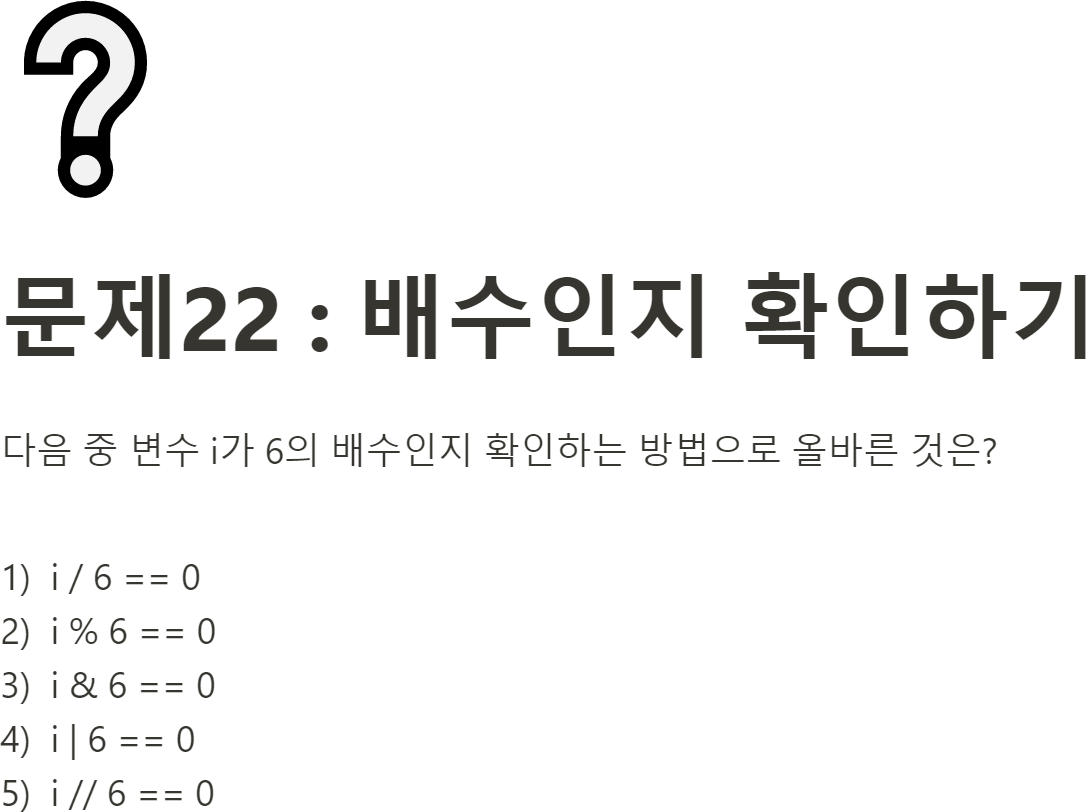 문제22 : 배수인지 확인하기
다음 중 변수 i가 6의 배수인지 확인하는 방법으로 올바른 것은?
1) i / 6 == 0
2) i % 6 == 0
3) i & 6 == 0
4) i | 6 == 0
5) i // 6 == 0